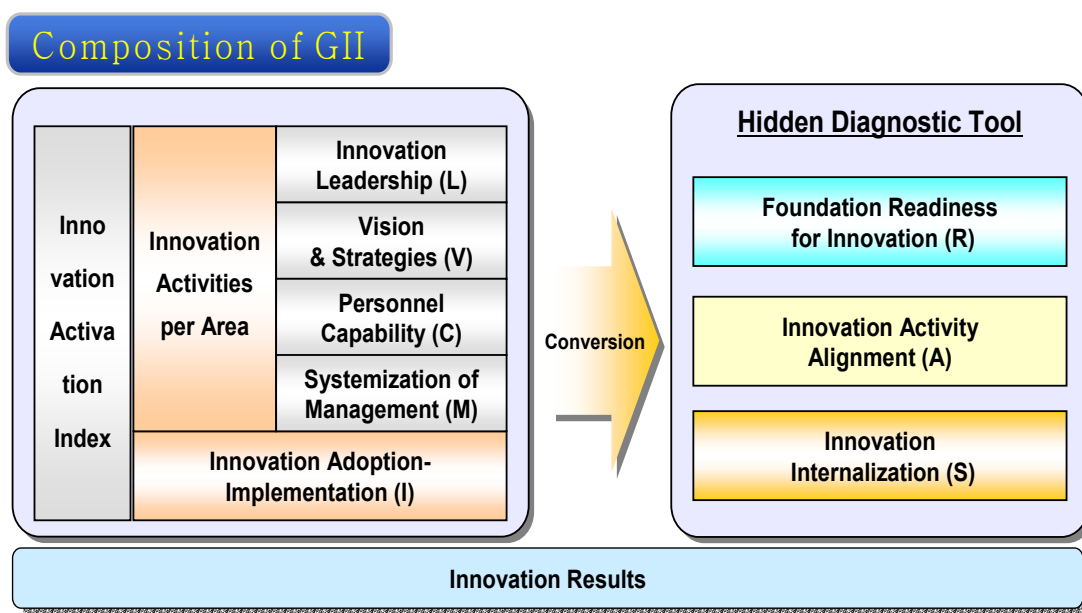 Composition of GII
Inno
vation
Activa
tion
Index
Innovation
Activities
per Area
Innovation
Leadership (L)
Vision
& Strategies (V)
Personnel
Capability (C)
Systemization of
Management (M)
Innovation Adoption-
Implementation (I)
Conversion
Hidden Diagnostic Tool
Foundation Readiness
for Innovation (R)
Innovation Activity
Alignment (A)
Innovation
Internalization (S)
Innovation Results